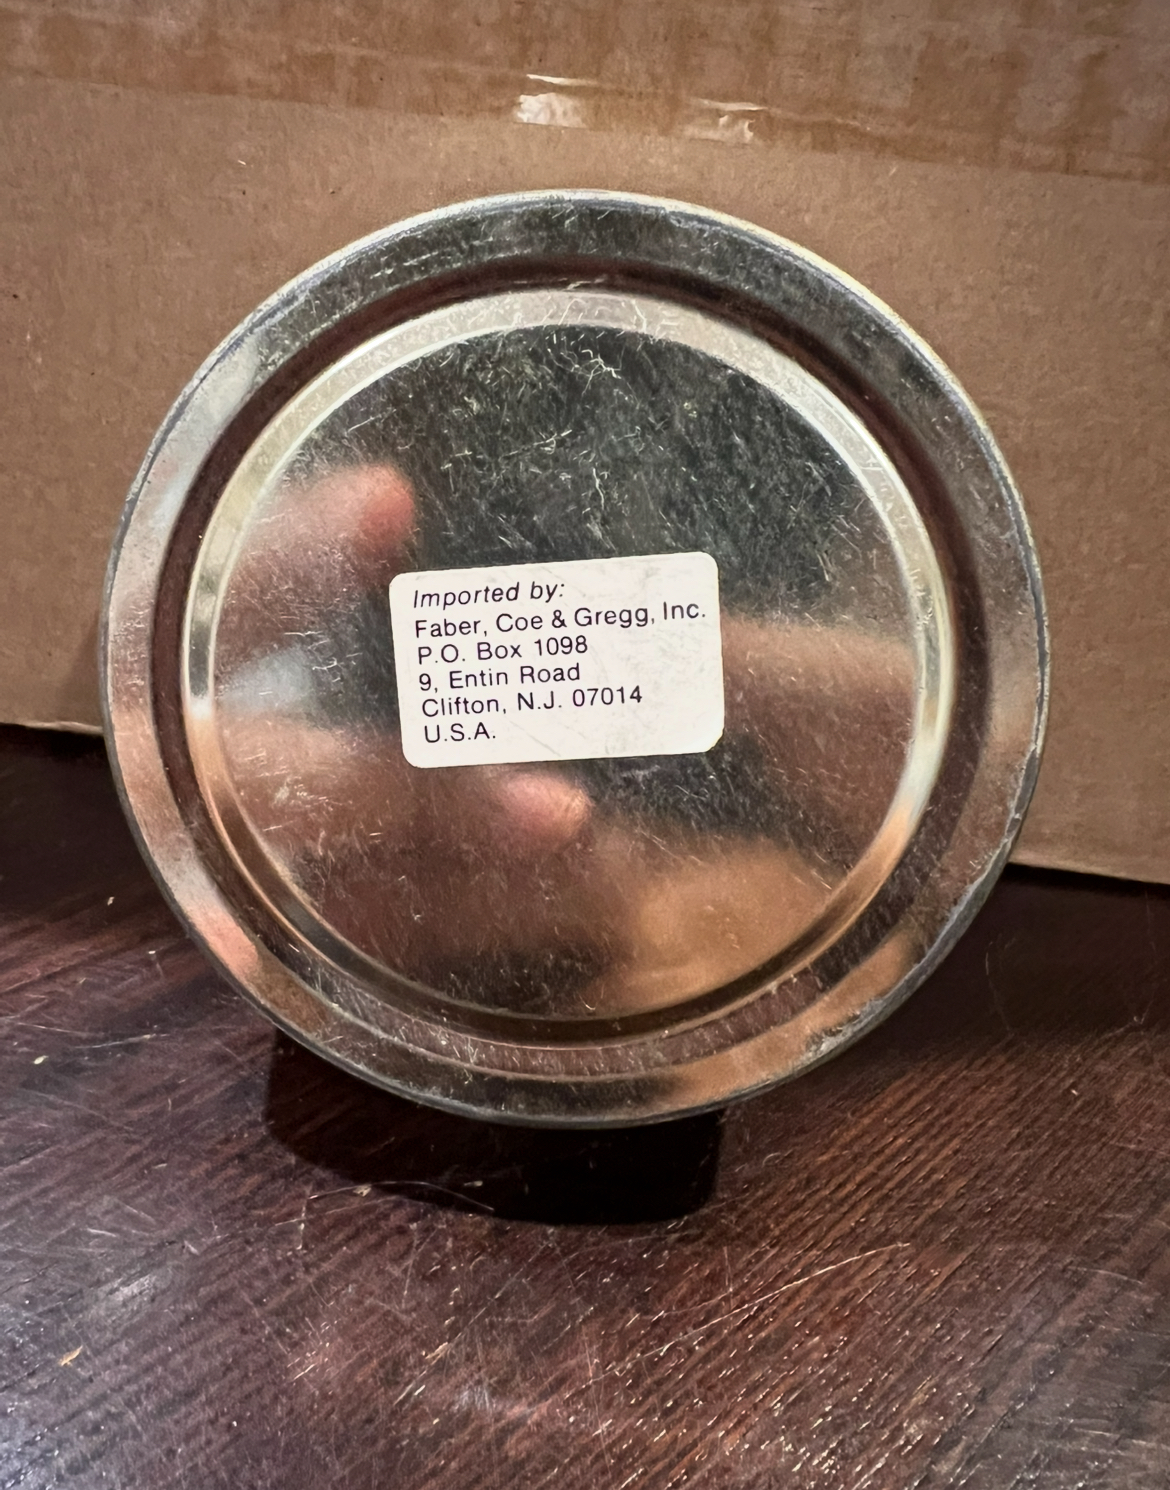 Imported by:
Faber, Coe & Gregg, Inc.
P.O. Box 1098
9, Entin Road
Clifton, N.J. 07014
U.S.A.